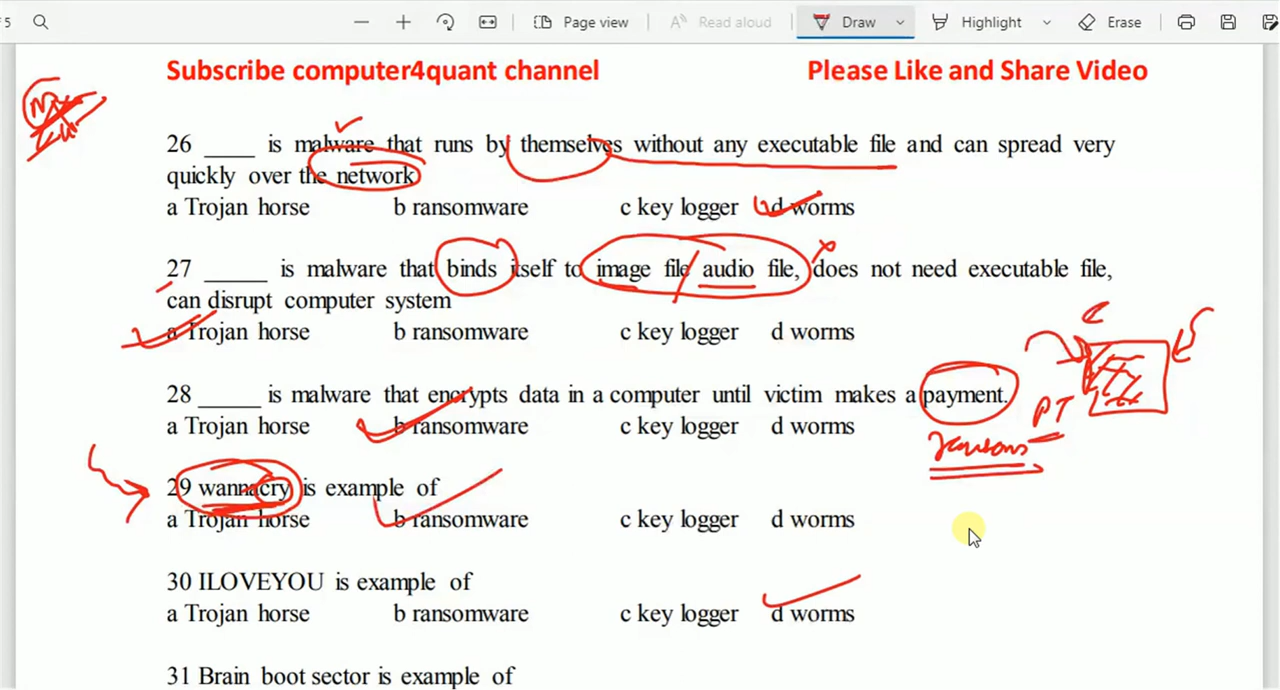 5
Page view
Read aloud
Draw
Highlight
Erase
Subscribe computer4quant channel
Please Like and Share Video
26 ____ is malware that runs by themselves without any executable file and can spread very
quickly over the network
a Trojan horse b ransomware c key logger d worms
27 _____ is malware that binds itself to image file audio file, does not need executable file,
can disrupt computer system
a Trojan horse b ransomware c key logger d worms
28 _____ is malware that encrypts data in a computer until victim makes a payment.
a Trojan horse b ransomware c key logger d worms
PT
29 wannacry is example of
a Trojan horse b ransomware c key logger d worms
30 ILOVEYOU is example of
a Trojan horse b ransomware c key logger d worms
31 Brain boot sector is example of